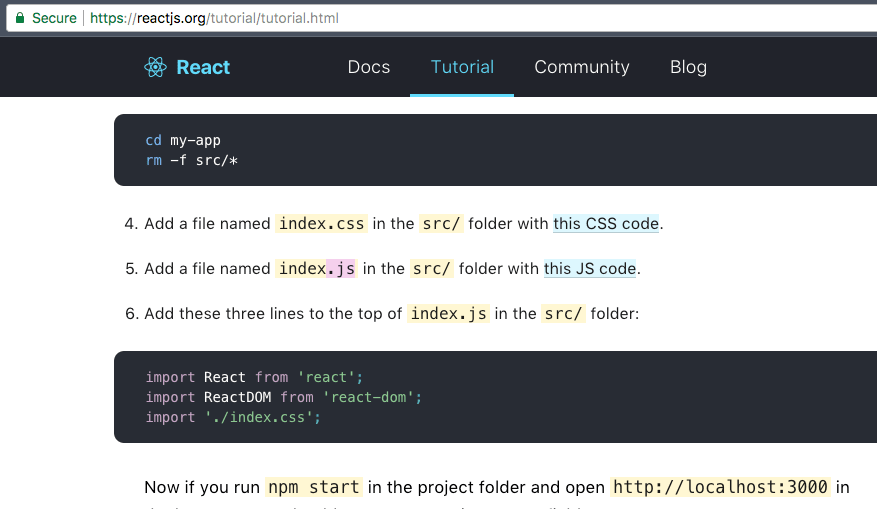 Secure | https://reactjs.org/tutorial/tutorial.html
React Docs Tutorial Community Blog
cd my-app
rm -f src/*
4. Add a file named index.css in the src/ folder with this CSS code.
5. Add a file named index.js in the src/ folder with this JS code.
6. Add these three lines to the top of index.js in the src/ folder:
import React from 'react';
import ReactDOM from 'react-dom';
import './index.css';
Now if you run npm start in the project folder and open http://localhost:3000 in